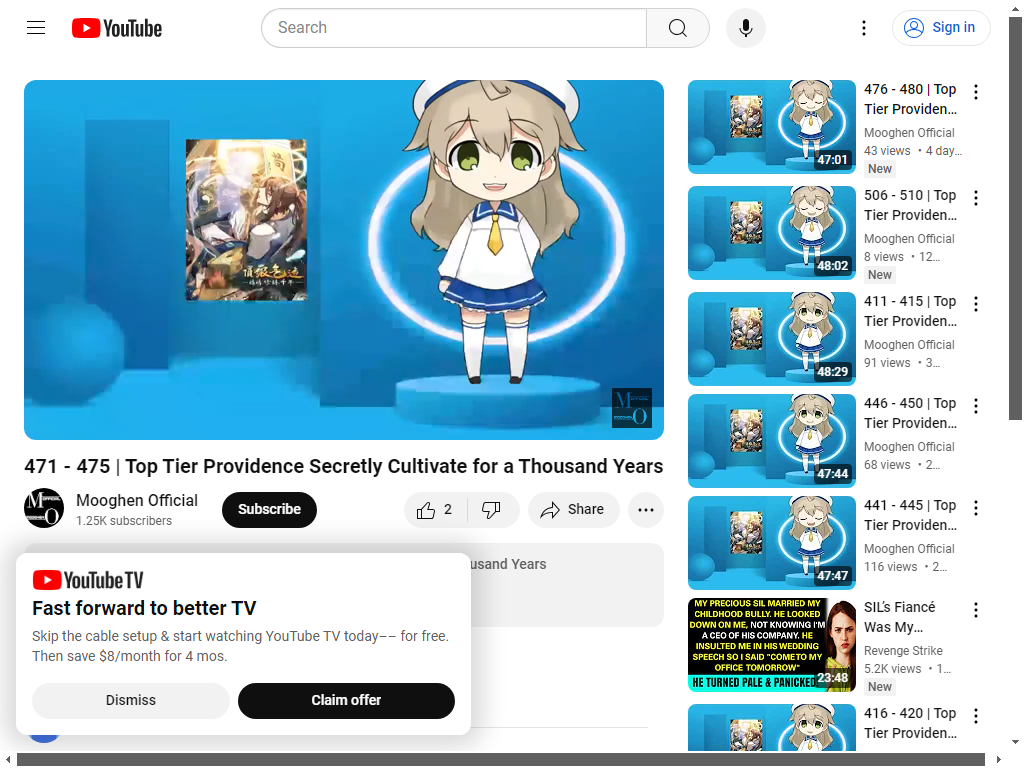 YouTube
Search
Sign in
471 - 475 | Top Tier Providence Secretly Cultivate for a Thousand Years
Mooghen Official
1.25K subscribers
Subscribe
2
Share
usand Years
YouTube TV
Fast forward to better TV
Skip the cable setup & start watching YouTube TV today–– for free.
Then save $8/month for 4 mos.
Dismiss
Claim offer
47:01
476 - 480 | Top
Tier Providen…
Mooghen Official
43 views • 4 day…
New
48:02
506 - 510 | Top
Tier Providen…
Mooghen Official
8 views • 12…
New
48:29
411 - 415 | Top
Tier Providen…
Mooghen Official
91 views • 3…
47:44
446 - 450 | Top
Tier Providen…
Mooghen Official
68 views • 2…
47:47
441 - 445 | Top
Tier Providen…
Mooghen Official
116 views • 2…
MY PRECIOUS SIL MARRIED MY
CHILDHOOD BULLY. HE LOOKED
DOWN ON ME, NOT KNOWING I'M
A CEO OF HIS COMPANY. HE
INSULTED ME IN HIS WEDDING
SPEECH SO I SAID "COME TO MY
OFFICE TOMORROW"
HE TURNED PALE & PANICKED
23:48
SIL's Fiancé
Was My…
Revenge Strike
5.2K views • 1…
New
416 - 420 | Top
Tier Providen…